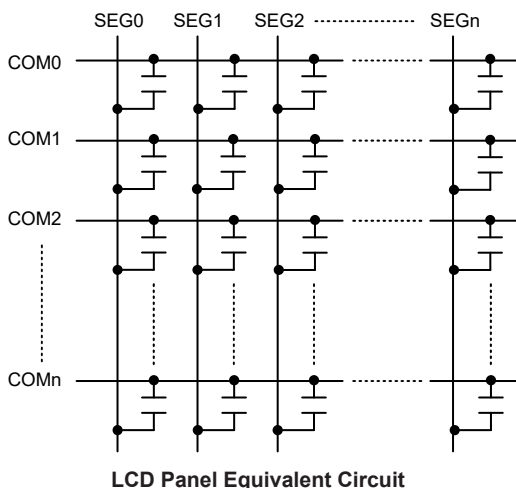 SEG0 SEG1 SEG2 SEGn
COM0
COM1
COM2
COMn
LCD Panel Equivalent Circuit